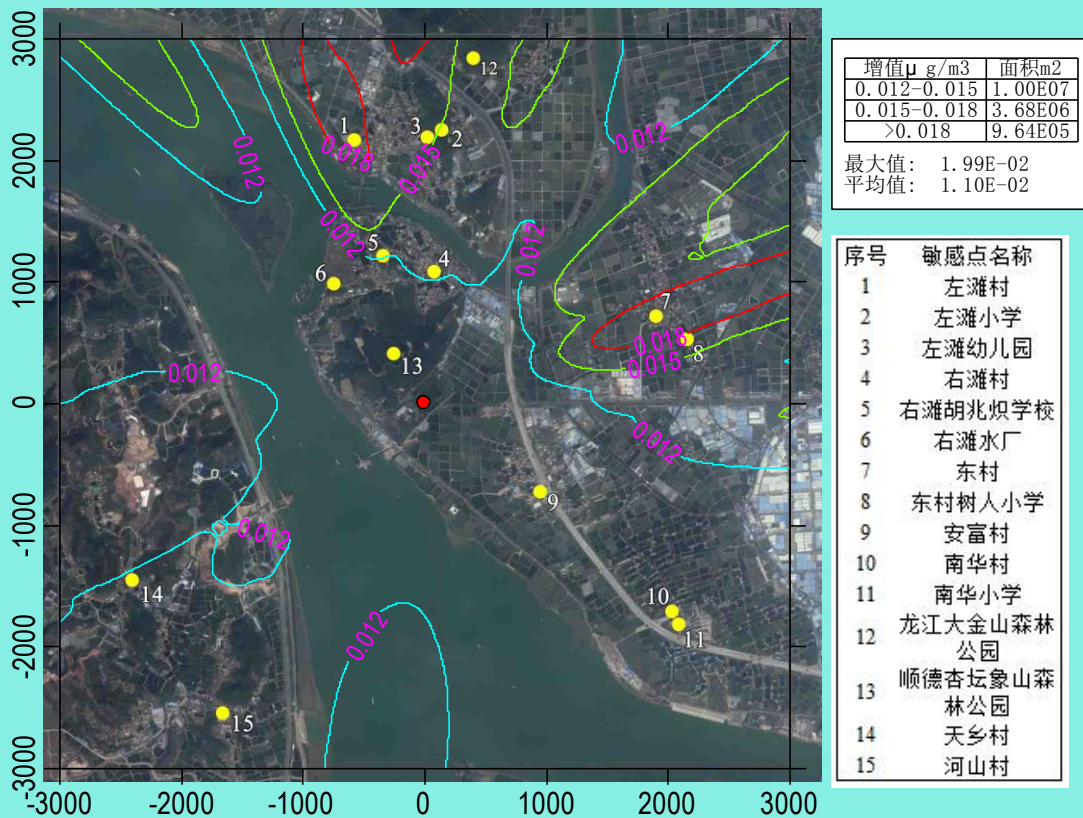 3000
2000
1000
0
-1000
-2000
-3000
-3000
-2000
-1000
0
1000
2000
3000
12
1
3
2
5
4
6
7
8
13
9
10
11
14
15
0.018
0.015
0.012
0.012
0.012
0.012
0.018
0.015
0.012
0.012
0.012
0.012
增值μ g/m3 面积m2
0.012-0.015 1.00E07
0.015-0.018 3.68E06
>0.018 9.64E05
最大值: 1.99E-02
平均值: 1.10E-02
序号 敏感点名称
1 左滩村
2 左滩小学
3 左滩幼儿园
4 右滩村
5 右滩胡兆炽学校
6 右滩水厂
7 东村
8 东村树人小学
9 安富村
10 南华村
11 南华小学
12 龙江大金山森林
公园
13 顺德杏坛象山森
林公园
14 天乡村
15 河山村